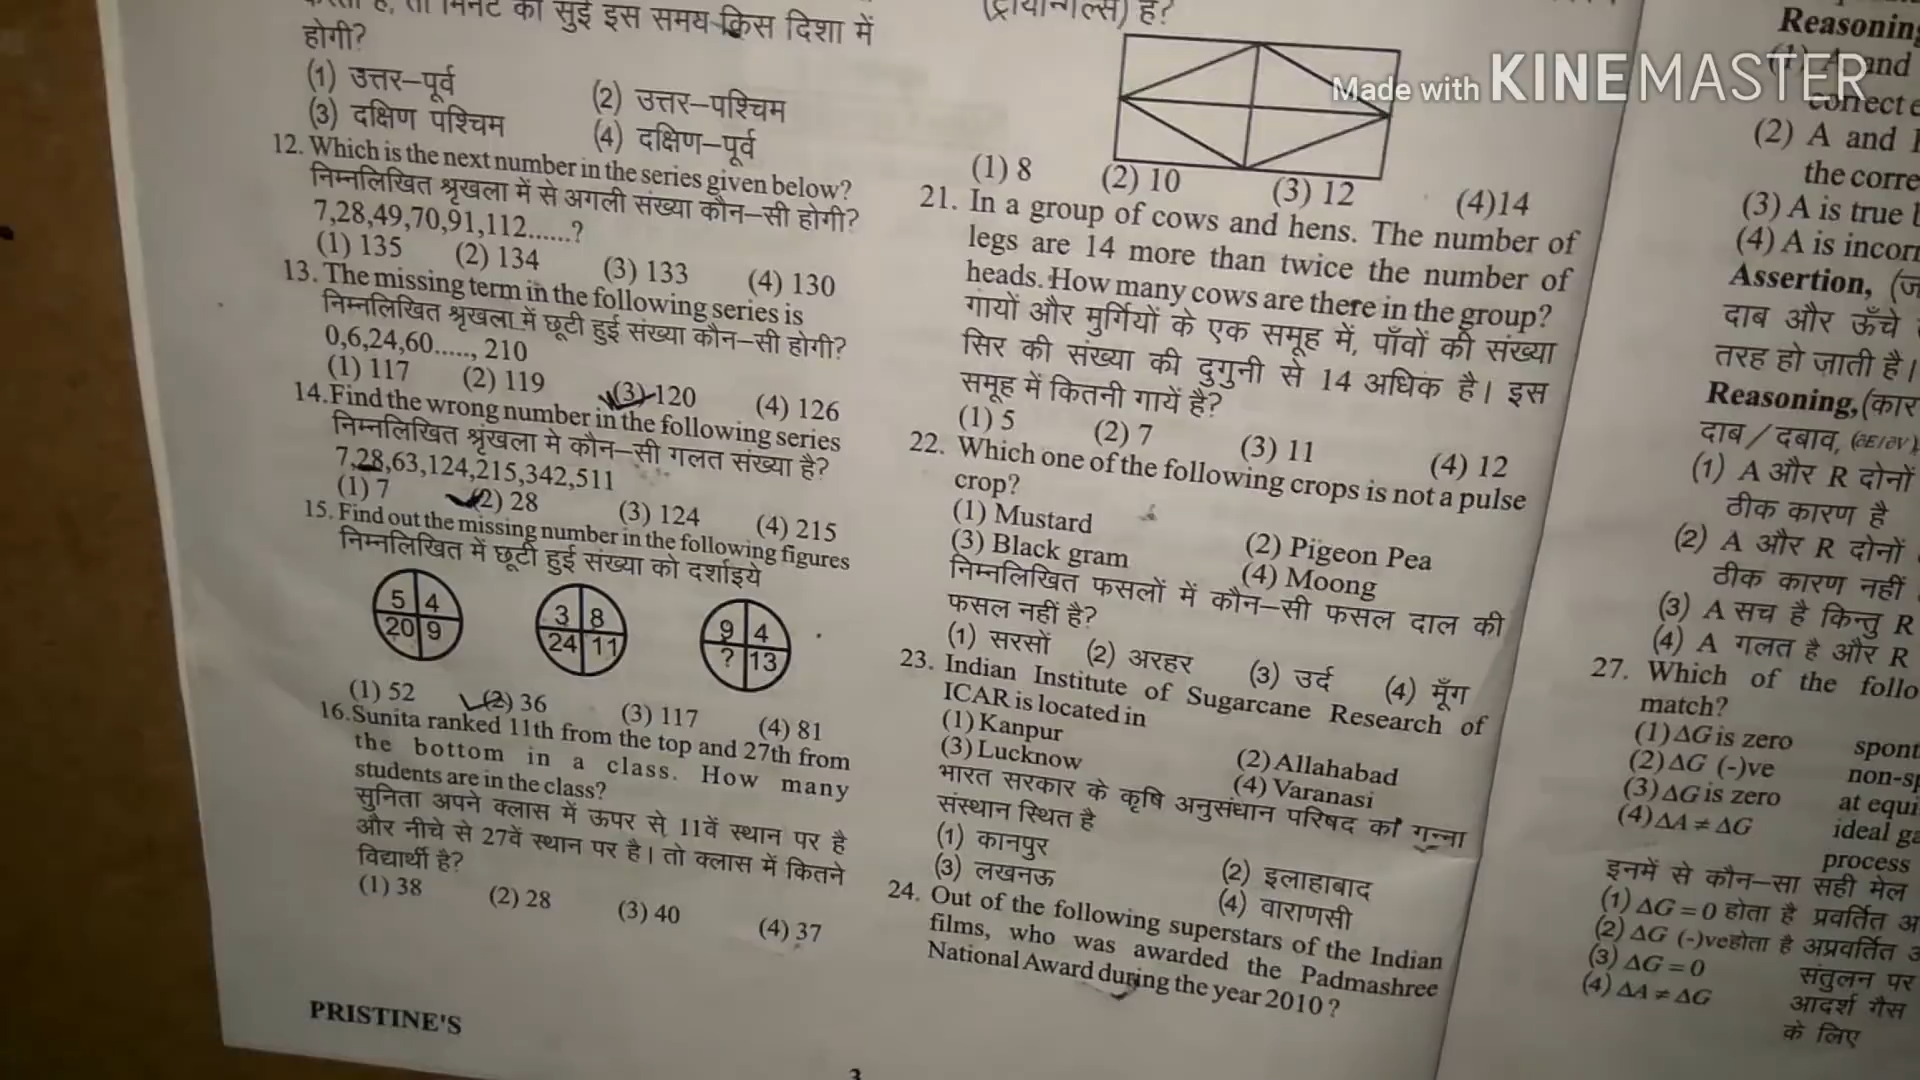 सुई इस समय किस दिशा में
होगी?
(1) उत्तर–पूर्व (2) उत्तर–पश्चिम
(3) दक्षिण पश्चिम (4) दक्षिण–पूर्व
12. Which is the next number in the series given below?
निम्नलिखित श्रृखला में से अगली संख्या कौन–सी होगी?
7,28,49,70,91,112......?
(1) 135 (2) 134 (3) 133 (4) 130
13. The missing term in the following series is
निम्नलिखित श्रृखला में छूटी हुई संख्या कौन–सी होगी?
0,6,24,60....., 210
(1) 117 (2) 119 (3) 120 (4) 126
14. Find the wrong number in the following series
निम्नलिखित श्रृंखला मे कौन–सी गलत संख्या है?
7,28,63,124,215,342,511
(1) 7 (2) 28 (3) 124 (4) 215
15. Find out the missing number in the following figures
निम्नलिखित में छूटी हुई संख्या को दर्शाइये
5 4 3 8 9 4
20 9 24 11 ? 13
(1) 52 (2) 36 (3) 117 (4) 81
16. Sunita ranked 11th from the top and 27th from
the bottom in a class. How many
students are in the class?
सुनिता अपने क्लास में ऊपर से 11वें स्थान पर है
और नीचे से 27वें स्थान पर है। तो क्लास में कितने
विद्यार्थी है?
(1) 38 (2) 28 (3) 40 (4) 37
PRISTINE'S
3
(ट्रायान्गल्स) है?
(1) 8 (2) 10 (3) 12 (4)14
21. In a group of cows and hens. The number of
legs are 14 more than twice the number of
heads. How many cows are there in the group?
गायों और मुर्गियों के एक समूह में, पाँवों की संख्या
सिर की संख्या की दुगुनी से 14 अधिक है। इस
समूह में कितनी गायें है?
(1) 5 (2) 7 (3) 11 (4) 12
22. Which one of the following crops is not a pulse
crop?
(1) Mustard (2) Pigeon Pea
(3) Black gram (4) Moong
निम्नलिखित फसलों में कौन–सी फसल दाल की
फसल नहीं है?
(1) सरसों (2) अरहर (3) उर्द (4) मूँग
23. Indian Institute of Sugarcane Research of
ICAR is located in
(1) Kanpur (2) Allahabad
(3) Lucknow (4) Varanasi
भारत सरकार के कृषि अनुसंधान परिषद का गन्ना
संस्थान स्थित है
(1) कानपुर (2) इलाहाबाद
(3) लखनऊ (4) वाराणसी
24. Out of the following superstars of the Indian
films, who was awarded the Padmashree
National Award during the year 2010 ?
Reasoning
(1) A and
correct
(2) A and
the corre
(3) A is true
(4) A is incorr
Assertion,
दाब और ऊँचे
तरह हो जाती है।
Reasoning, (कार
दाब / दबाव, (∂E/∂V)
(1) A और R दोनों
ठीक कारण है
(2) A और R दोनों
ठीक कारण नहीं
(3) A सच है किन्तु R
(4) A गलत है और R
27. Which of the follo
match?
(1) ΔG is zero spont
(2) ΔG (-)ve non-sp
(3) ΔG is zero at equi
(4) ΔA ≠ ΔG ideal ga
process
इनमें से कौन–सा सही मेल
(1) ΔG = 0 होता है प्रवर्तित अ
(2) ΔG (-)ve होता है अप्रवर्तित
(3) ΔG = 0 संतुलन पर
(4) ΔA ≠ ΔG आदर्श गैस
के लिए
Made with KINEMASTER